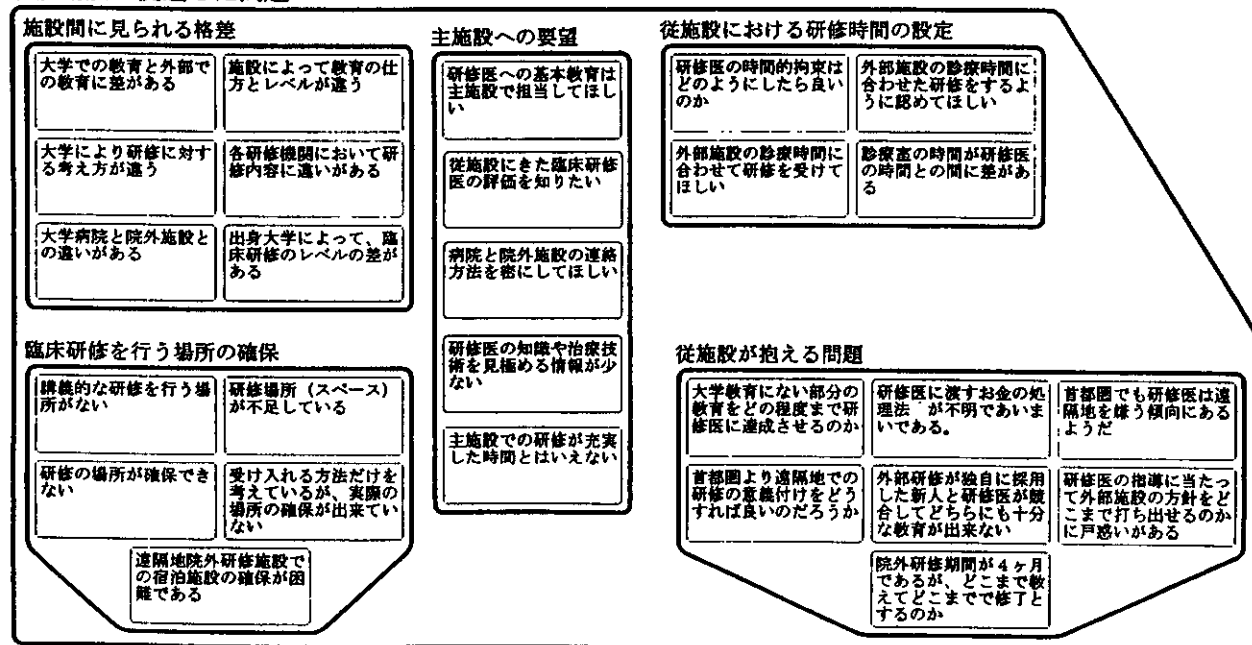 施設間に見られる格差
大学での教育と外部で
の教育に差がある
施設によって教育の仕
方とレベルが違う
大学により研修に対す
る考え方が違う
各研修機関において研
修内容に違いがある
大学病院と院外施設と
の違いがある
出身大学によって、臨
床研修のレベルの差が
ある
主施設への要望
研修医への基本教育は
主施設で担当してほし
い
従施設にきた臨床研修
医の評価を知りたい
病院と院外施設の連絡
方法を密にしてほしい
研修医の知識や治療技
術を見極める情報が少
ない
主施設での研修が充実
した時間とはいえない
従施設における研修時間の設定
研修医の時間的拘束は
どのようにしたら良い
のか
外部施設の診療時間に
合わせた研修をするよ
うに認めてほしい
外部施設の診療時間に
合わせて研修を受けて
ほしい
診療室の時間が研修医
の時間との間に差があ
る
臨床研修を行う場所の確保
講義的な研修を行う場
所がない
研修場所（スペース）
が不足している
研修の場所が確保でき
ない
受け入れる方法だけを
考えているが、実際の
場所の確保が出来てい
ない
遠隔地院外研修施設で
の宿泊施設の確保が困
難である
従施設が抱える問題
大学教育にない部分の
教育をどの程度まで研
修医に達成させるのか
研修医に渡すお金の処
理法 が不明であいま
いである。
首都圏でも研修医は遠
隔地を嫌う傾向にある
ようだ
首都圏より遠隔地での
研修の意義付けをどう
すれば良いのだろうか
外部研修が独自に採用
した新人と研修医が競
合してどちらにも十分
な教育が出来ない
研修医の指導に当たっ
て外部施設の方針をど
こまで打ち出せるのか
に戸惑いがある
院外研修期間が４ヶ月
であるが、どこまで教
えてどこまでで修了と
するのか